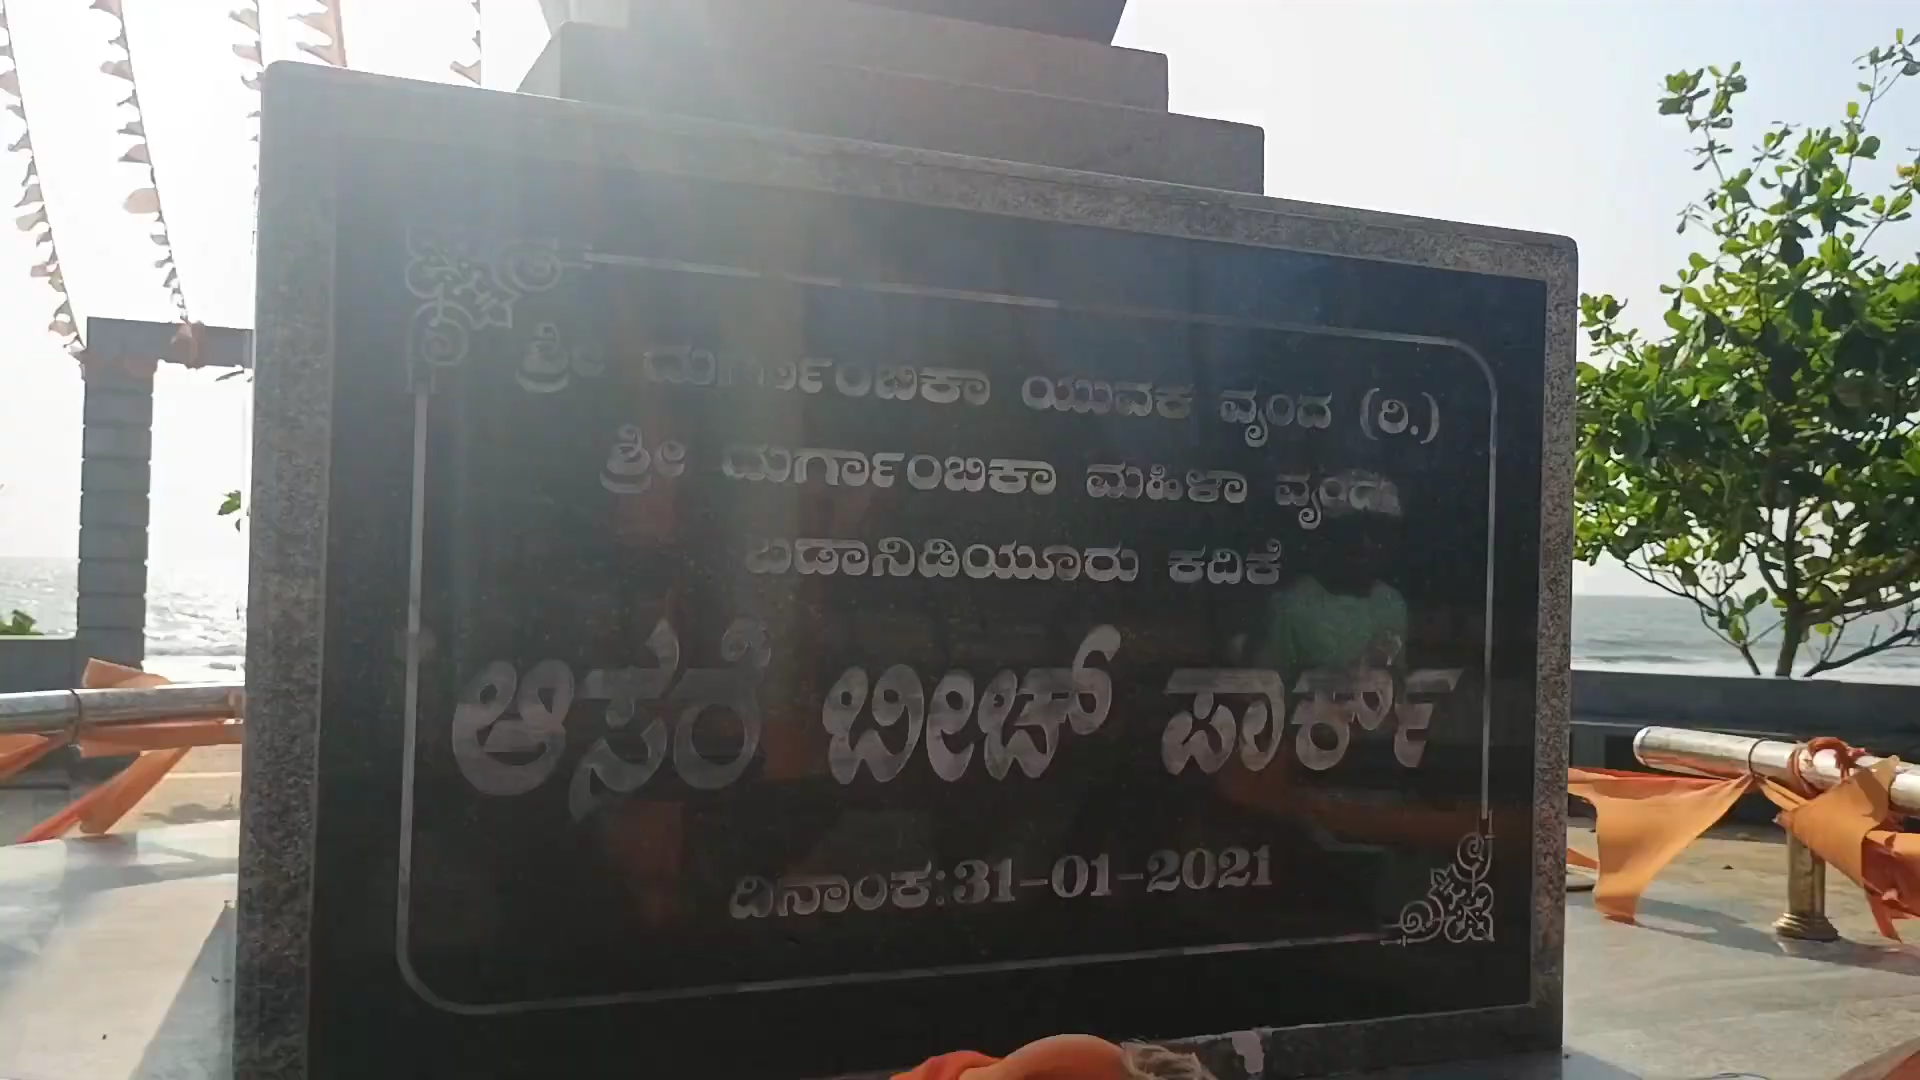 ಶ್ರೀ ದುರ್ಗಾಂಬಿಕಾ ಯುವಕ ವೃಂದ (ರಿ.)
ಶ್ರೀ ದುರ್ಗಾಂಬಿಕಾ ಮಹಿಳಾ ವೃಂದ
ಬಡಾನಿಡಿಯೂರು ಕದಿಕೆ
ಆಸರೆ ಬೀಚ್ ಪಾರ್ಕ್
ದಿನಾಂಕ:31-01-2021